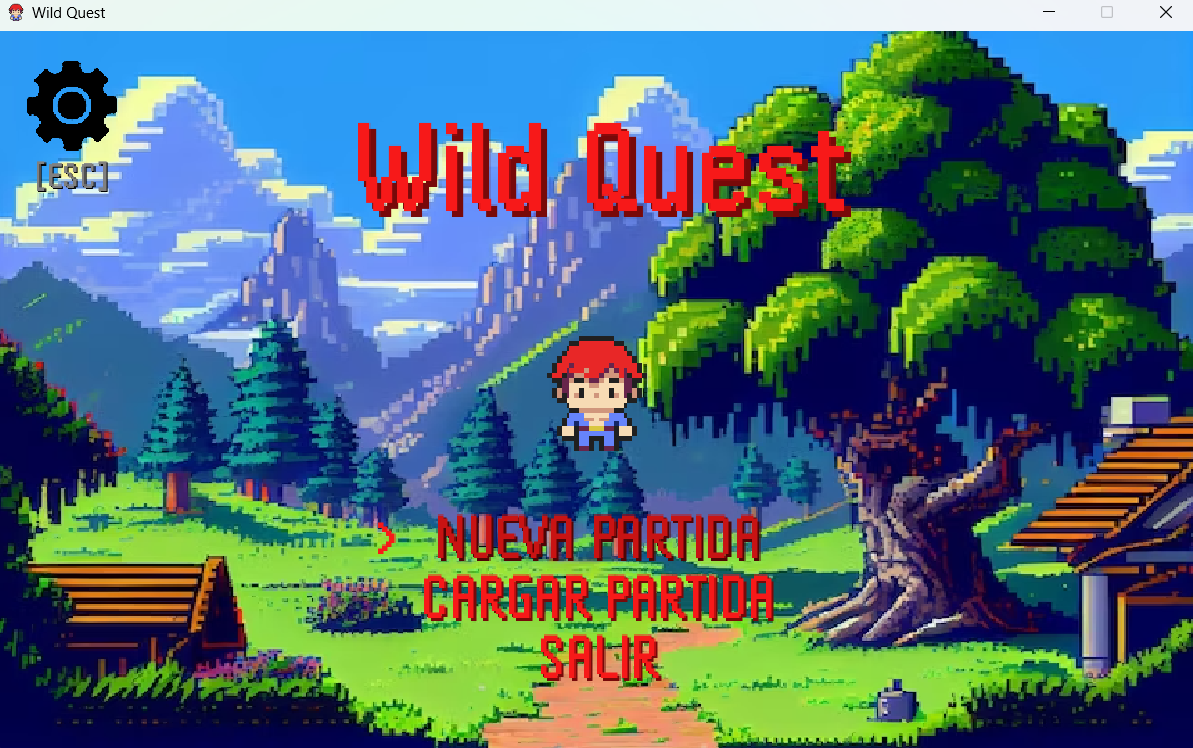 Wild Quest
[ESC]
Wild Quest
NUEVA PARTIDA
CARGAR PARTIDA
SALIR